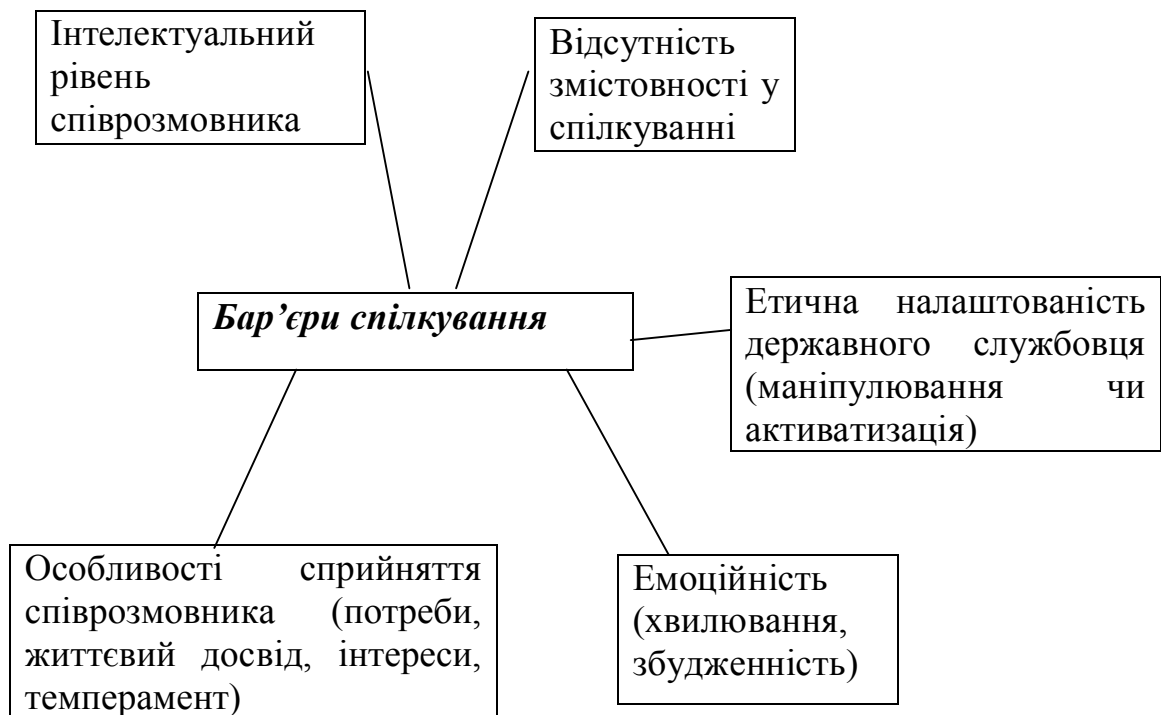 Інтелектуальний
рівень
співрозмовника
Відсутність
змістовності у
спілкуванні
Бар’єри спілкування
Етична налаштованість
державного службовця
(маніпулювання чи
активатизація)
Особливості сприйняття
співрозмовника (потреби,
життєвий досвід, інтереси,
темперамент)
Емоційність
(хвилювання,
збудженність)